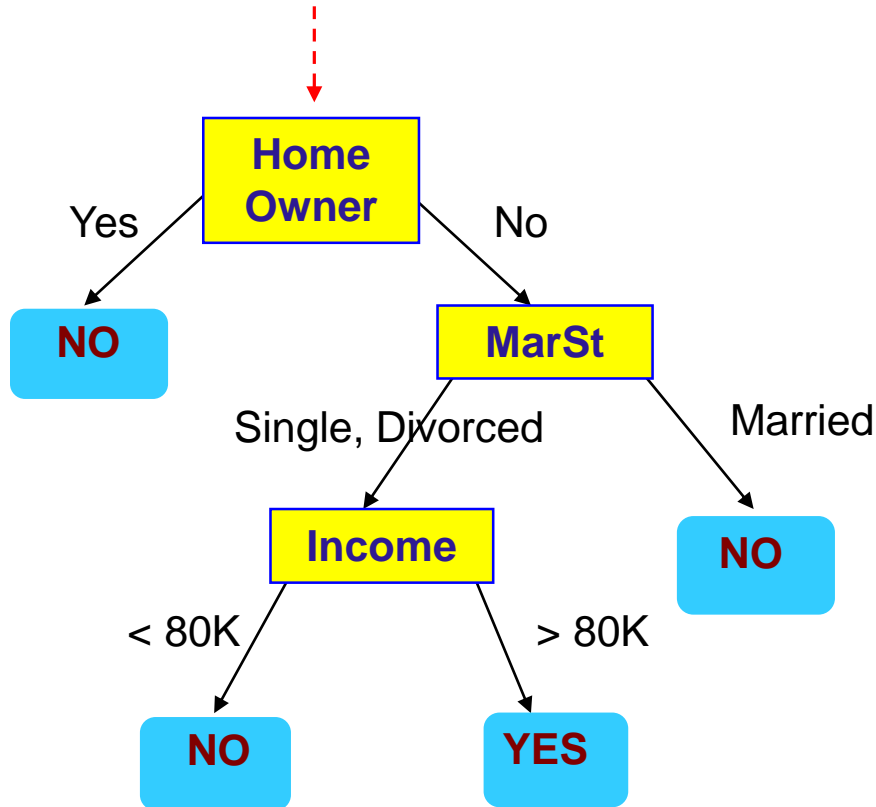 Home
Owner
Yes
No
NO
MarSt
Single, Divorced
Married
Income
NO
< 80K
> 80K
NO
YES